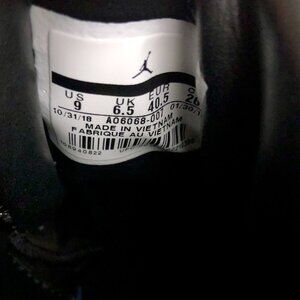 US UK EUR
9 6.5 40.5 26
10/31/18 AO6068-007 01/30/1
MADE IN VIETNAM
FABRIQUE AU VIETNAM